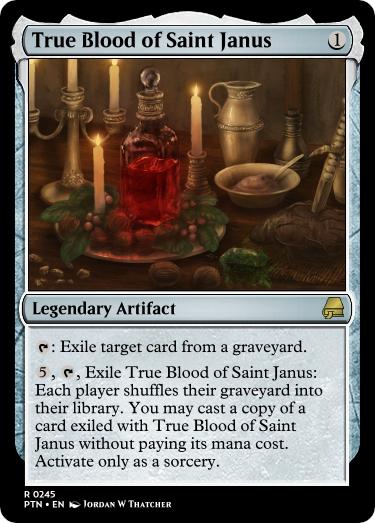 True Blood of Saint Janus 1
Legendary Artifact
: Exile target card from a graveyard.
5, , Exile True Blood of Saint Janus:
Each player shuffles their graveyard into
their library. You may cast a copy of a
card exiled with True Blood of Saint
Janus without paying its mana cost.
Activate only as a sorcery.
R 0245
PTN • EN Jordan W Thatcher